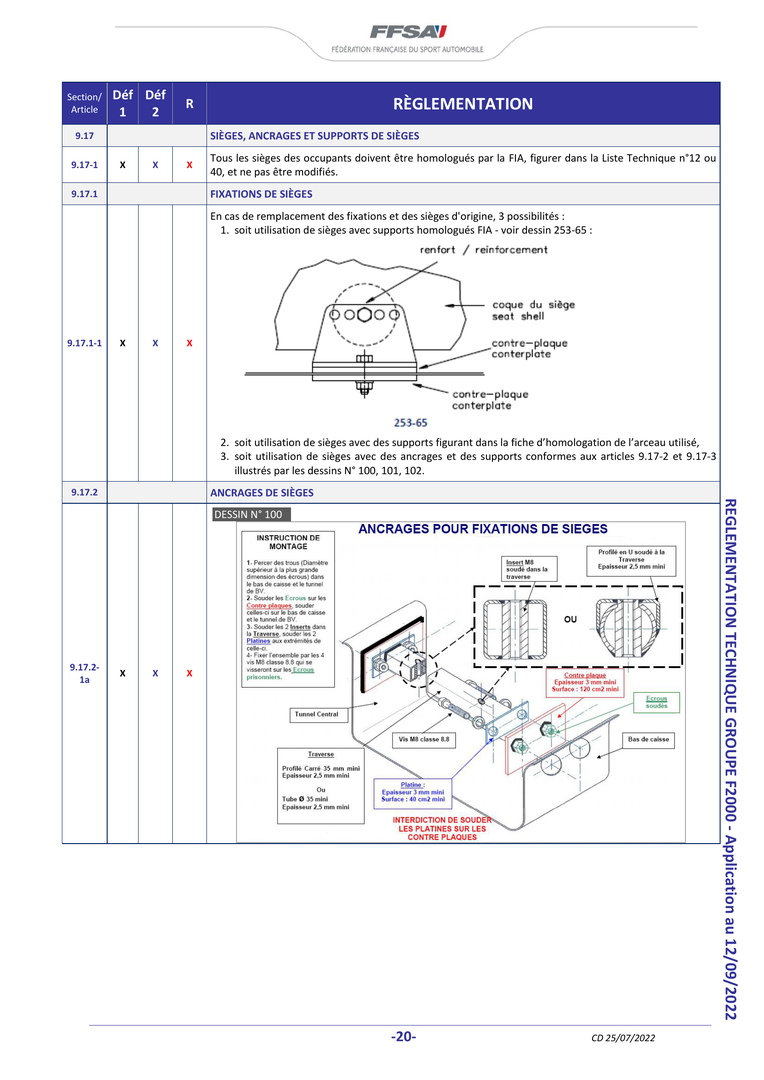 FFSA
FÉDÉRATION FRANÇAISE DU SPORT AUTOMOBILE
Section/
Article
Déf
1
Déf
2
R
RÈGLEMENTATION
9.17
SIÈGES, ANCRAGES ET SUPPORTS DE SIÈGES
9.17-1
X
X
X
Tous les sièges des occupants doivent être homologués par la FIA, figurer dans la Liste Technique n°12 ou
40, et ne pas être modifiés.
9.17.1
FIXATIONS DE SIÈGES
9.17.1-1
X
X
X
En cas de remplacement des fixations et des sièges d'origine, 3 possibilités :
1. soit utilisation de sièges avec supports homologués FIA - voir dessin 253-65 :
renfort / reinforcement
coque du siège
seat shell
contre-plaque
conterplate
contre-plaque
conterplate
253-65
2. soit utilisation de sièges avec des supports figurant dans la fiche d'homologation de l'arceau utilisé,
3. soit utilisation de sièges avec des ancrages et des supports conformes aux articles 9.17-2 et 9.17-3
illustrés par les dessins N° 100, 101, 102.
9.17.2
ANCRAGES DE SIÈGES
9.17.2-
1a
X
X
X
DESSIN N° 100
ANCRAGES POUR FIXATIONS DE SIEGES
INSTRUCTION DE
MONTAGE
1- Percer des trous (Diamètre
supérieur à la plus grande
dimension des écrous) dans
le bas de caisse et le tunnel
de BV.
2- Souder les Ecrous sur les
Contre plaques, souder
celles-ci sur le bas de caisse
et le tunnel de BV.
3- Souder les 2 Inserts dans
la Traverse, souder les 2
Platines aux extrémités de
celle-ci.
4- Fixer l'ensemble par les 4
vis M8 classe 8.8 qui se
visseront sur les Ecrous
prisonniers.
Insert M8
soudé dans la
traverse
Profilé en U soudé à la
Traverse
Epaisseur 2,5 mm mini
OU
Contre plaque
Epaisseur 3 mm mini
Surface : 120 cm2 mini
Ecrous
soudés
Tunnel Central
Vis M8 classe 8.8
Bas de caisse
Traverse
Profilé Carré 35 mm mini
Epaisseur 2,5 mm mini
Ou
Tube Ø 35 mini
Epaisseur 2,5 mm mini
Platine :
Epaisseur 3 mm mini
Surface : 40 cm2 mini
INTERDICTION DE SOUDER
LES PLATINES SUR LES
CONTRE PLAQUES
REGLEMENTATION TECHNIQUE GROUPE F2000 - Application au 12/09/2022
-20-
CD 25/07/2022